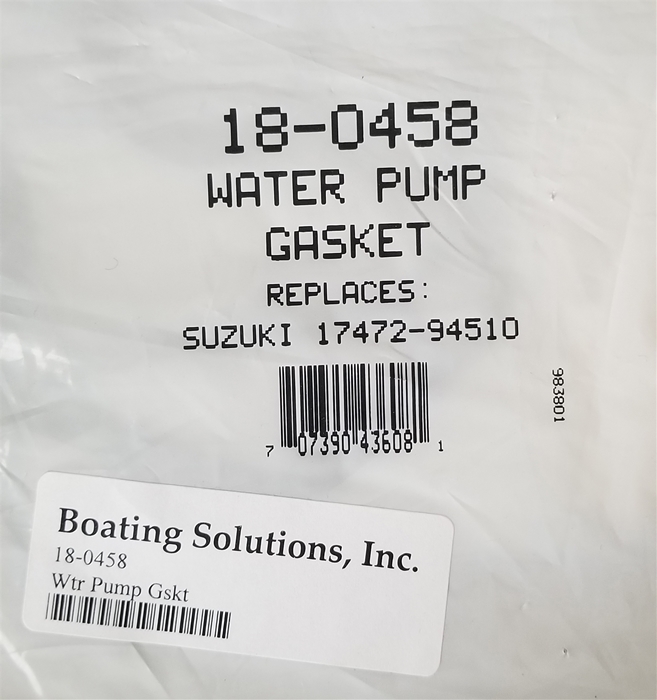 18-0458
WATER PUMP
GASKET
REPLACES:
SUZUKI 17472-94510
7 07390 43608 1
983801
Boating Solutions, Inc.
18-0458
Wtr Pump Gskt